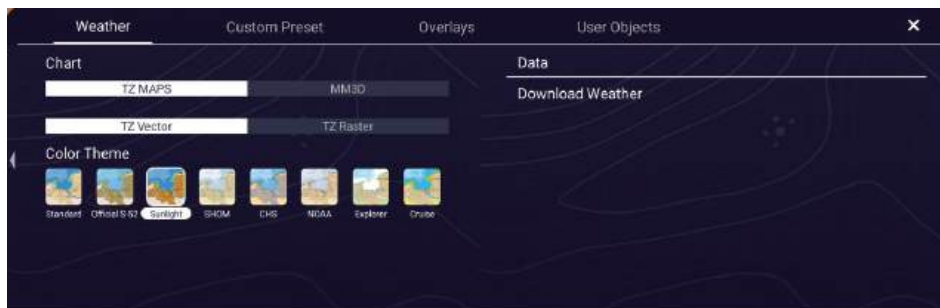 Weather Custom Preset Overlays User Objects X
Chart
TZ MAPS MM3D
TZ Vector TZ Raster
Color Theme
Standard Official S-52 Sunlight SHOM CHS NOAA Explorer Cruise
Data
Download Weather